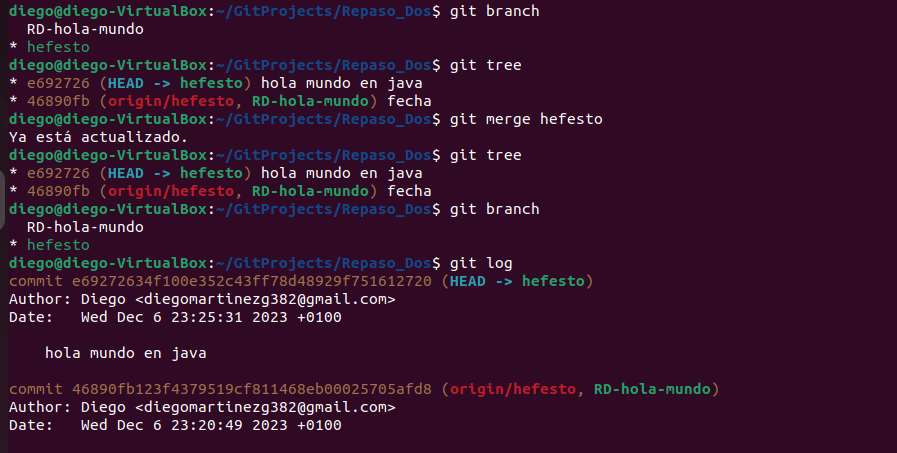 diego@diego-VirtualBox:~/GitProjects/Repaso_Dos$ git branch
  RD-hola-mundo
* hefesto
diego@diego-VirtualBox:~/GitProjects/Repaso_Dos$ git tree
* e692726 (HEAD -> hefesto) hola mundo en java
* 46890fb (origin/hefesto, RD-hola-mundo) fecha
diego@diego-VirtualBox:~/GitProjects/Repaso_Dos$ git merge hefesto
Ya está actualizado.
diego@diego-VirtualBox:~/GitProjects/Repaso_Dos$ git tree
* e692726 (HEAD -> hefesto) hola mundo en java
* 46890fb (origin/hefesto, RD-hola-mundo) fecha
diego@diego-VirtualBox:~/GitProjects/Repaso_Dos$ git branch
  RD-hola-mundo
* hefesto
diego@diego-VirtualBox:~/GitProjects/Repaso_Dos$ git log
commit e69272634f100e352c43ff78d48929f751612720 (HEAD -> hefesto)
Author: Diego <diegomartinezg382@gmail.com>
Date:   Wed Dec 6 23:25:31 2023 +0100

    hola mundo en java

commit 46890fb123f4379519cf811468eb00025705afd8 (origin/hefesto, RD-hola-mundo)
Author: Diego <diegomartinezg382@gmail.com>
Date:   Wed Dec 6 23:20:49 2023 +0100